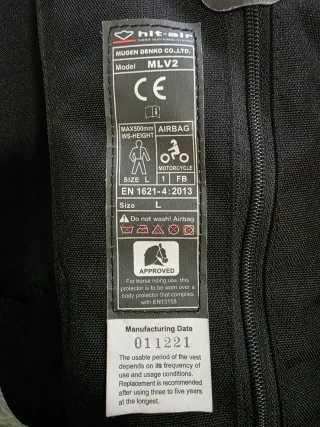 hit-air
MUGEN DENKO CO.,LTD.
Model MLV2
CE
MAX500mm
WS-HEIGHT
SIZE L
AIRBAG
MOTORCYCLE
1 FB
EN 1621-4:2013
Size L
Do not wash! Airbag
APPROVED
For horse riding use, this
protector is to be worn over a
body protector that complies
with EN13158
Manufacturing Date
011221
The usable period of the vest
depends on its frequency of
use and usage conditions.
Replacement is recommended
after using three to five years
at the longest.